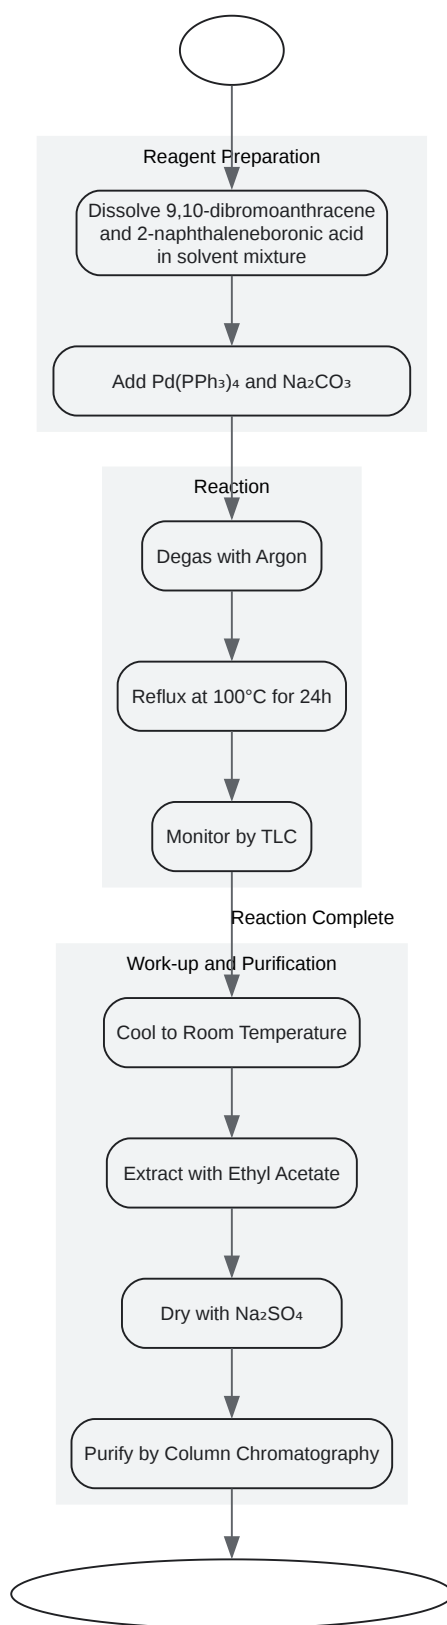 Reagent Preparation
Dissolve 9,10-dibromoanthracene
and 2-naphthaleneboronic acid
in solvent mixture
Add Pd(PPh₃)₄ and Na₂CO₃
Reaction
Degas with Argon
Reflux at 100°C for 24h
Monitor by TLC
Reaction Complete
Work-up and Purification
Cool to Room Temperature
Extract with Ethyl Acetate
Dry with Na₂SO₄
Purify by Column Chromatography